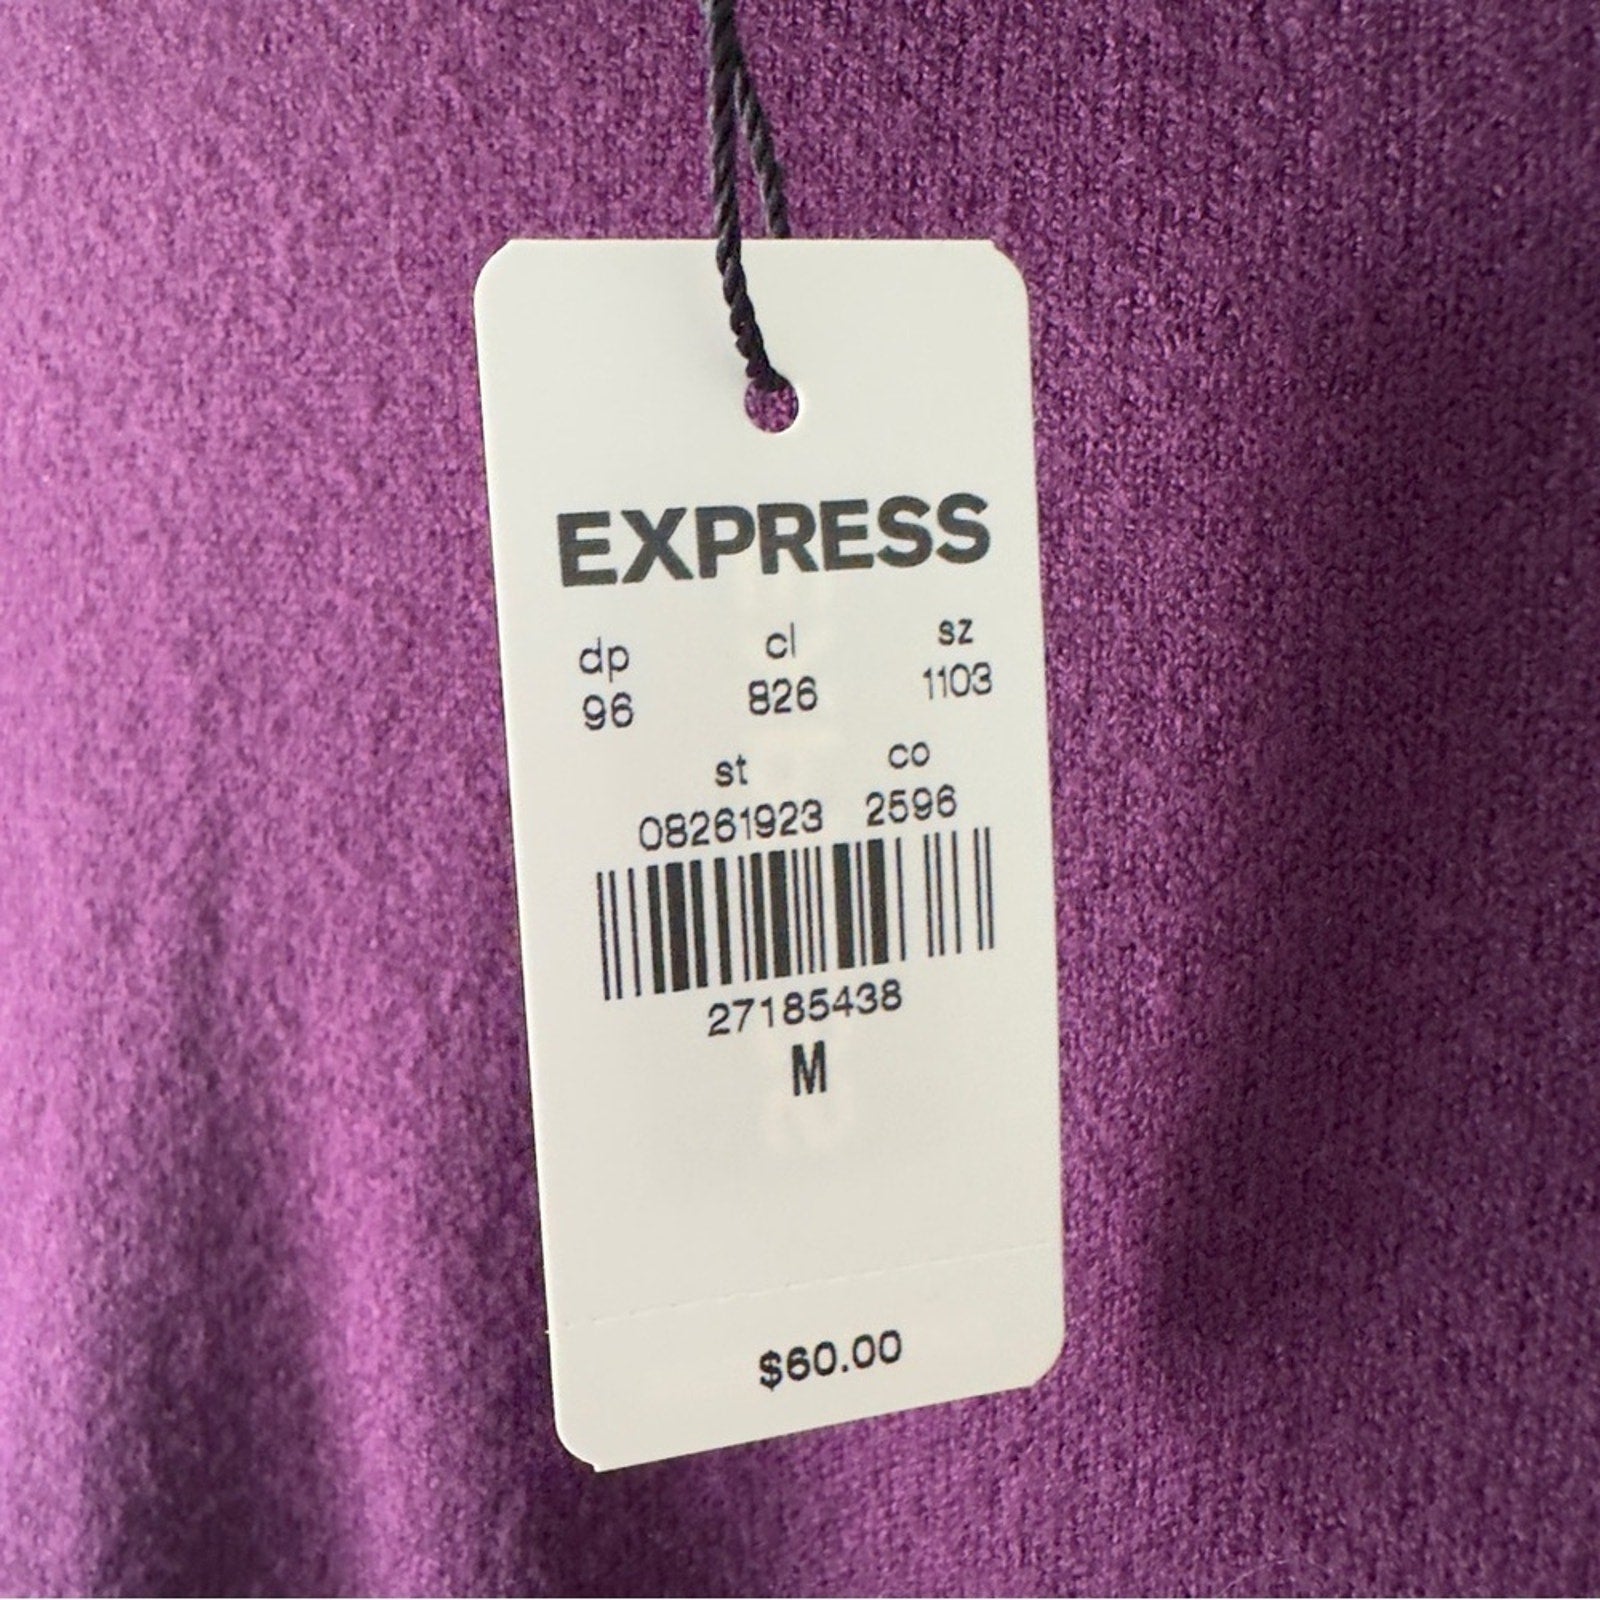 EXPRESS
dp cl sz
96 826 1103
st co
08261923 2596
27185438
M
$60.00